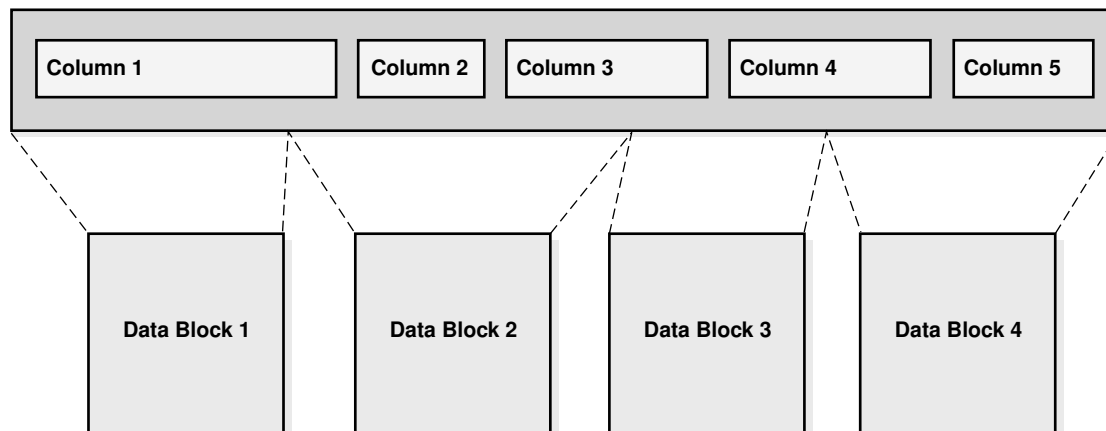 Column 1
Column 2
Column 3
Column 4
Column 5
Data Block 1
Data Block 2
Data Block 3
Data Block 4